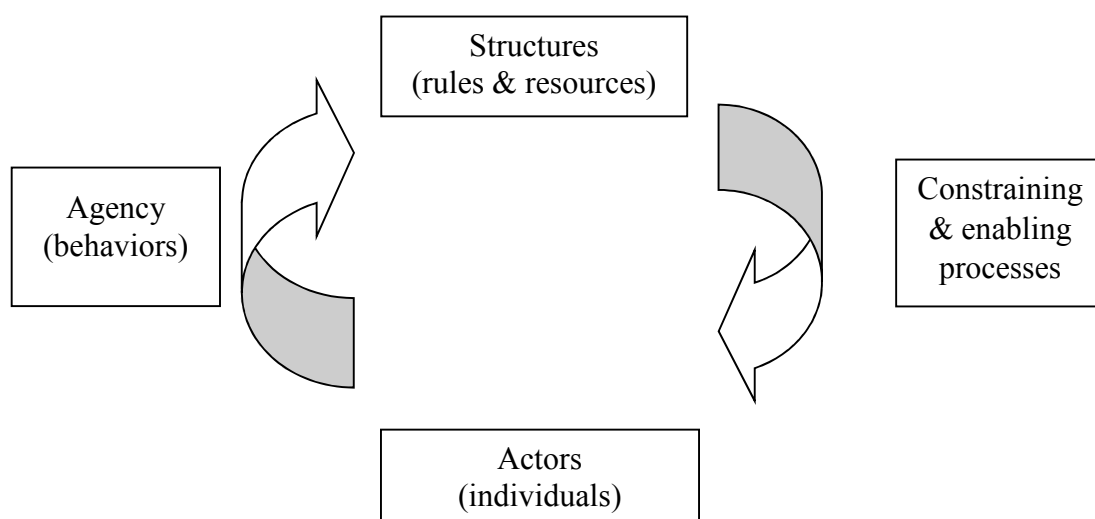 Structures
(rules & resources)
Agency
(behaviors)
Constraining
& enabling
processes
Actors
(individuals)